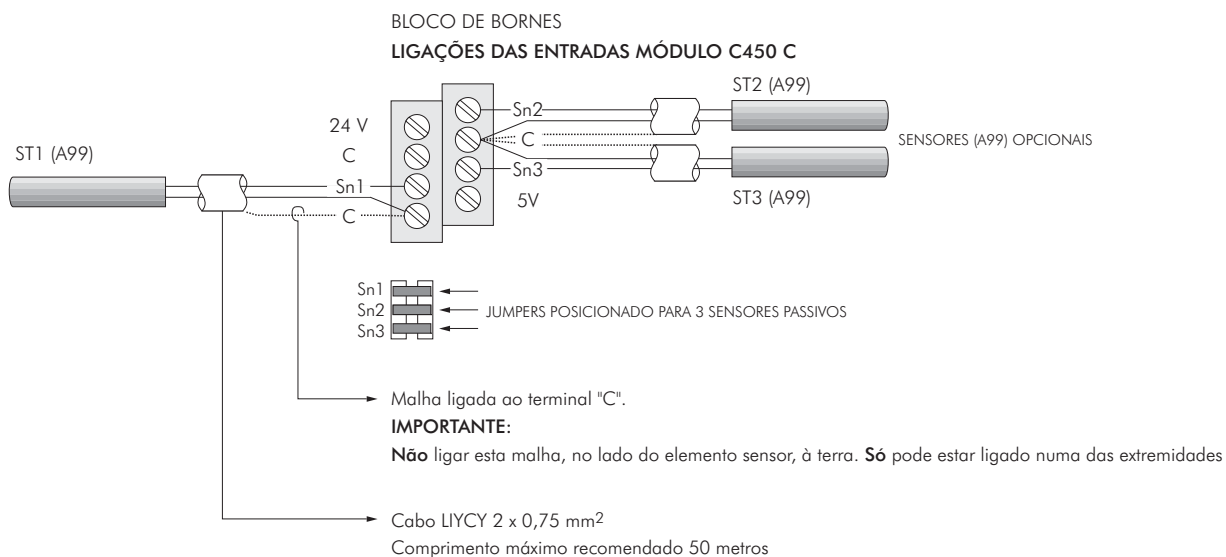 BLOCO DE BORNES
LIGAÇÕES DAS ENTRADAS MÓDULO C450 C
ST2 (A99)
Sn2
24 V
C
SENSORES (A99) OPCIONAIS
ST1 (A99)
C
Sn3
Sn1
5V
ST3 (A99)
C
Sn1
Sn2
JUMPERS POSICIONADO PARA 3 SENSORES PASSIVOS
Sn3
Malha ligada ao terminal "C".
IMPORTANTE:
Não ligar esta malha, no lado do elemento sensor, à terra. Só pode estar ligado numa das extremidades
Cabo LIYCY 2 x 0,75 mm2
Comprimento máximo recomendado 50 metros